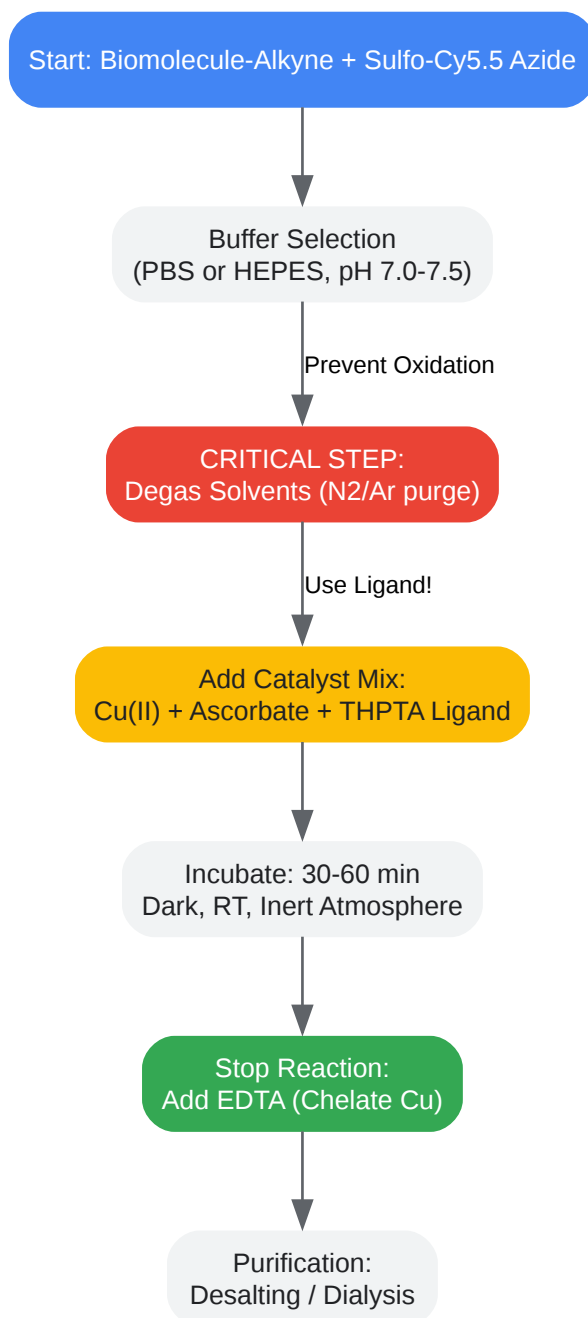 Start: Biomolecule-Alkyne + Sulfo-Cy5.5 Azide
Buffer Selection
(PBS or HEPES, pH 7.0-7.5)
Prevent Oxidation
CRITICAL STEP:
Degas Solvents (N2/Ar purge)
Use Ligand!
Add Catalyst Mix:
Cu(II) + Ascorbate + THPTA Ligand
Incubate: 30-60 min
Dark, RT, Inert Atmosphere
Stop Reaction:
Add EDTA (Chelate Cu)
Purification:
Desalting / Dialysis